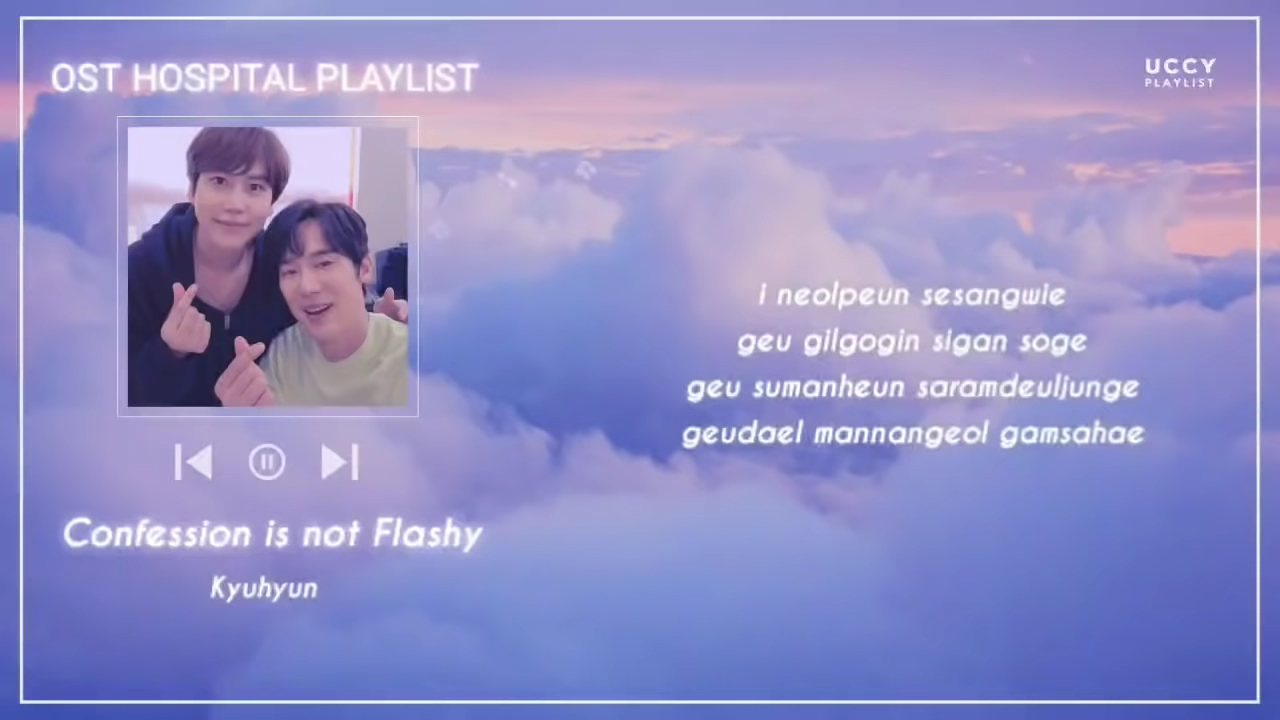 OST HOSPITAL PLAYLIST
UCCY
PLAYLIST
i neolpeun sesangwie
geu gilgogin sigan soge
geu sumanheun saramdeuljunge
geudael mannangeol gamsahae
Confession is not Flashy
Kyuhyun